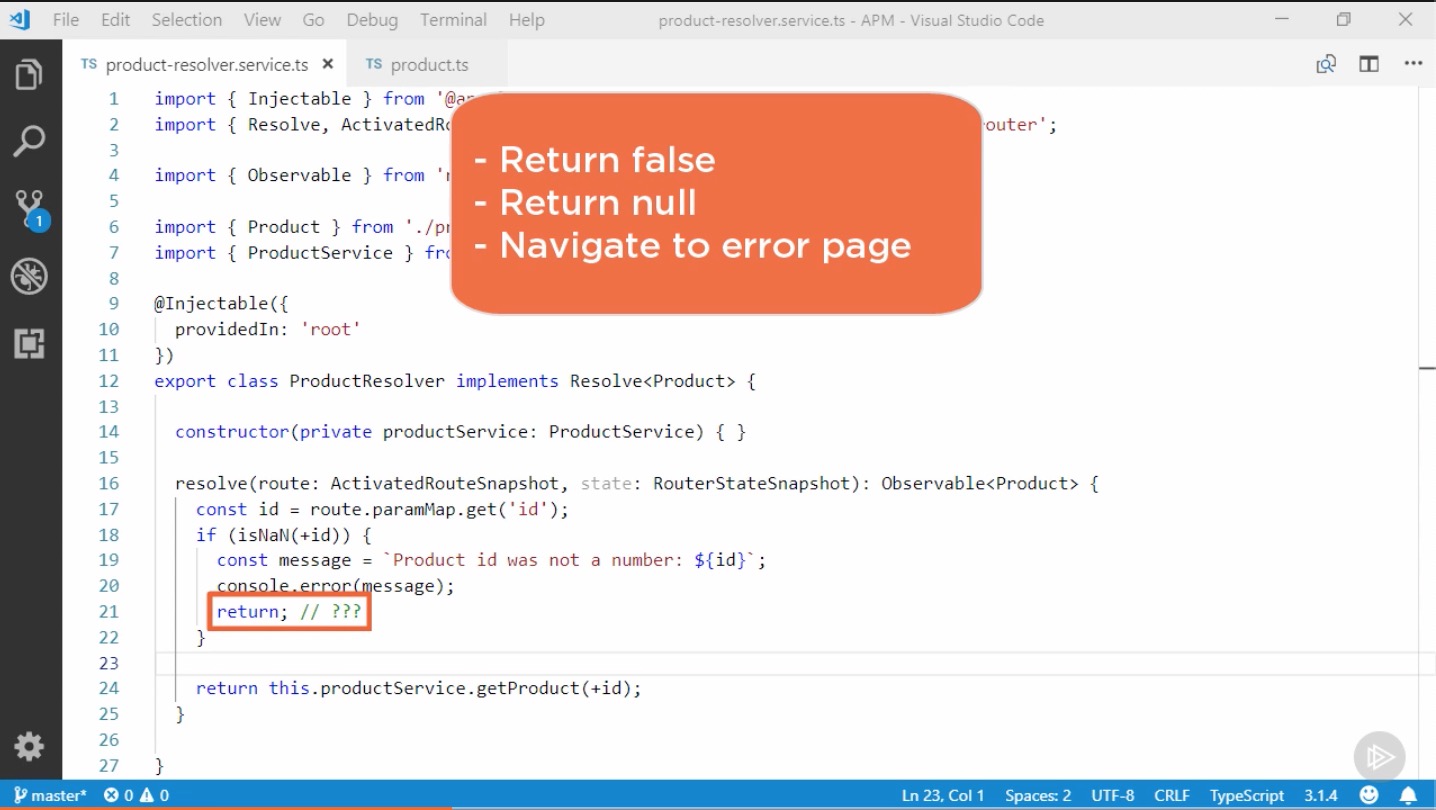 File Edit Selection View Go Debug Terminal Help product-resolver.service.ts - APM - Visual Studio Code
TS product-resolver.service.ts × TS product.ts
1 import { Injectable } from '@an
2 import { Resolve, ActivatedRo outer';
3
4 import { Observable } from 'r
5
6 import { Product } from './pr
7 import { ProductService } fro
8
9 @Injectable({
10 providedIn: 'root'
11 })
12 export class ProductResolver implements Resolve<Product> {
13
14 constructor(private productService: ProductService) { }
15
16 resolve(route: ActivatedRouteSnapshot, state: RouterStateSnapshot): Observable<Product> {
17 const id = route.paramMap.get('id');
18 if (isNaN(+id)) {
19 const message = `Product id was not a number: ${id}`;
20 console.error(message);
21 return; // ???
22 }
23
24 return this.productService.getProduct(+id);
25 }
26
27 }
- Return false
- Return null
- Navigate to error page
1
master* 0 0 Ln 23, Col 1 Spaces: 2 UTF-8 CRLF TypeScript 3.1.4